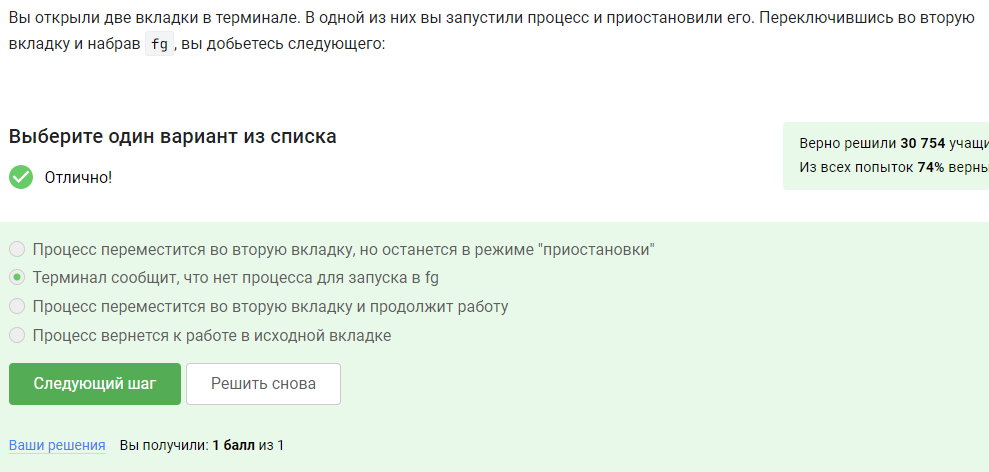 Вы открыли две вкладки в терминале. В одной из них вы запустили процесс и приостановили его. Переключившись во вторую
вкладку и набрав fg, вы добьетесь следующего:
Выберите один вариант из списка
Отлично!
Верно решили 30 754
Из всех попыток 74%
Процесс переместится во вторую вкладку, но останется в режиме "приостановки"
Терминал сообщит, что нет процесса для запуска в fg
Процесс переместится во вторую вкладку и продолжит работу
Процесс вернется к работе в исходной вкладке
Следующий шаг
Решить снова
Ваши решения
Вы получили: 1 балл из 1